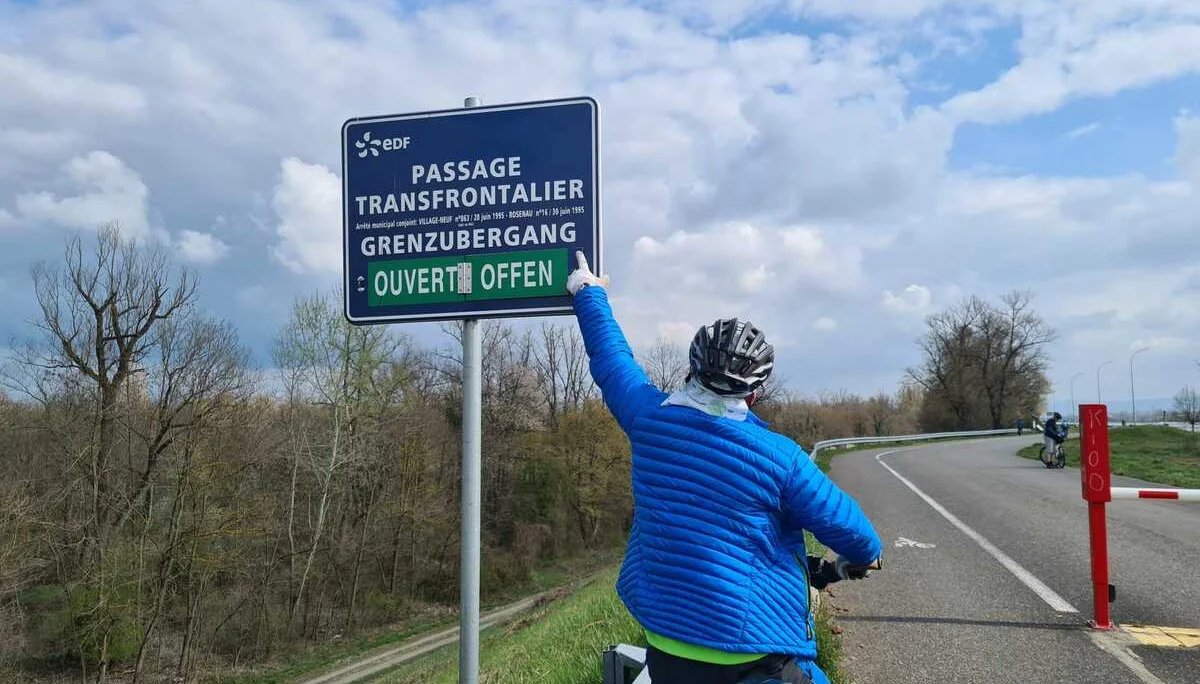 edf
PASSAGE
TRANSFRONTALIER
Arrêté municipal conjoint: VILLAGE-NEUF n°063 / 28 juin 1995 - ROSENAU n°16 / 30 juin 1995
GRENZUBERGANG
OUVERT OFFEN
K100